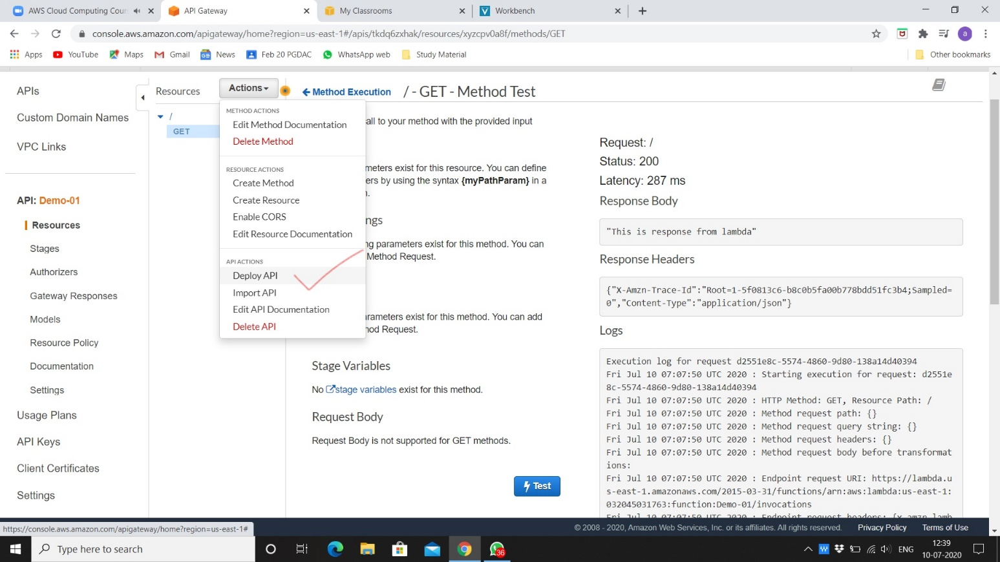 AWS Cloud Computing Cour
API Gateway
My Classrooms
Workbench
console.aws.amazon.com/apigateway/home?region=us-east-1#/apis/tkdq6zxhak/resources/xyzcpv0a8f/methods/GET
a
Apps
YouTube
Maps
Gmail
News
Feb 20 PGDAC
WhatsApp web
Study Material
Other bookmarks
APIs
Custom Domain Names
VPC Links
API: Demo-01
Resources
Stages
Authorizers
Gateway Responses
Models
Resource Policy
Documentation
Settings
Usage Plans
API Keys
Client Certificates
Settings
Resources
/
GET
Actions
METHOD ACTIONS
Edit Method Documentation
Delete Method
RESOURCE ACTIONS
Create Method
Create Resource
Enable CORS
Edit Resource Documentation
API ACTIONS
Deploy API
Import API
Edit API Documentation
Delete API
Method Execution / - GET - Method Test
all to your method with the provided input
meters exist for this resource. You can define
ers by using the syntax {myPathParam} in a
ngs
ng parameters exist for this method. You can
Method Request.
arameters exist for this method. You can add
nod Request.
Stage Variables
No stage variables exist for this method.
Request Body
Request Body is not supported for GET methods.
Test
Request: /
Status: 200
Latency: 287 ms
Response Body
"This is response from lambda"
Response Headers
{"X-Amzn-Trace-Id":"Root=1-5f0813c6-b8c0b5fa00b778bdd51fc3b4;Sampled=
0","Content-Type":"application/json"}
Logs
Execution log for request d2551e8c-5574-4860-9d80-138a14d40394
Fri Jul 10 07:07:50 UTC 2020 : Starting execution for request: d2551e
8c-5574-4860-9d80-138a14d40394
Fri Jul 10 07:07:50 UTC 2020 : HTTP Method: GET, Resource Path: /
Fri Jul 10 07:07:50 UTC 2020 : Method request path: {}
Fri Jul 10 07:07:50 UTC 2020 : Method request query string: {}
Fri Jul 10 07:07:50 UTC 2020 : Method request headers: {}
Fri Jul 10 07:07:50 UTC 2020 : Method request body before transformat
ions:
Fri Jul 10 07:07:50 UTC 2020 : Endpoint request URI: https://lambda.u
s-east-1.amazonaws.com/2015-03-31/functions/arn:aws:lambda:us-east-1:
032045031763:function:Demo-01/invocations
Fri Jul 10 07:07:50 UTC 2020 : Endpoint request headers: {x-amzn-lamb
https://console.aws.amazon.com/apigateway/home?region=us-east-1#
© 2008 - 2020, Amazon Web Services, Inc. or its affiliates. All rights reserved.
Privacy Policy
Terms of Use
Type here to search
36
ENG
12:39
10-07-2020